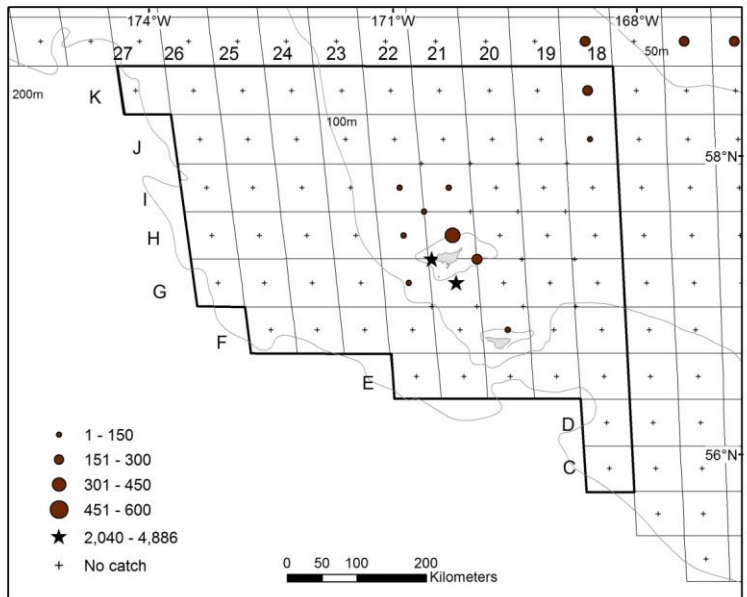 174°W 171°W 168°W
27 26 25 24 23 22 21 20 19 18
50m
200m
K
100m
J
58°N
I
H
G
F
E
D
C
56°N
1 - 150
151 - 300
301 - 450
451 - 600
2,040 - 4,886
No catch
0 50 100 200
Kilometers